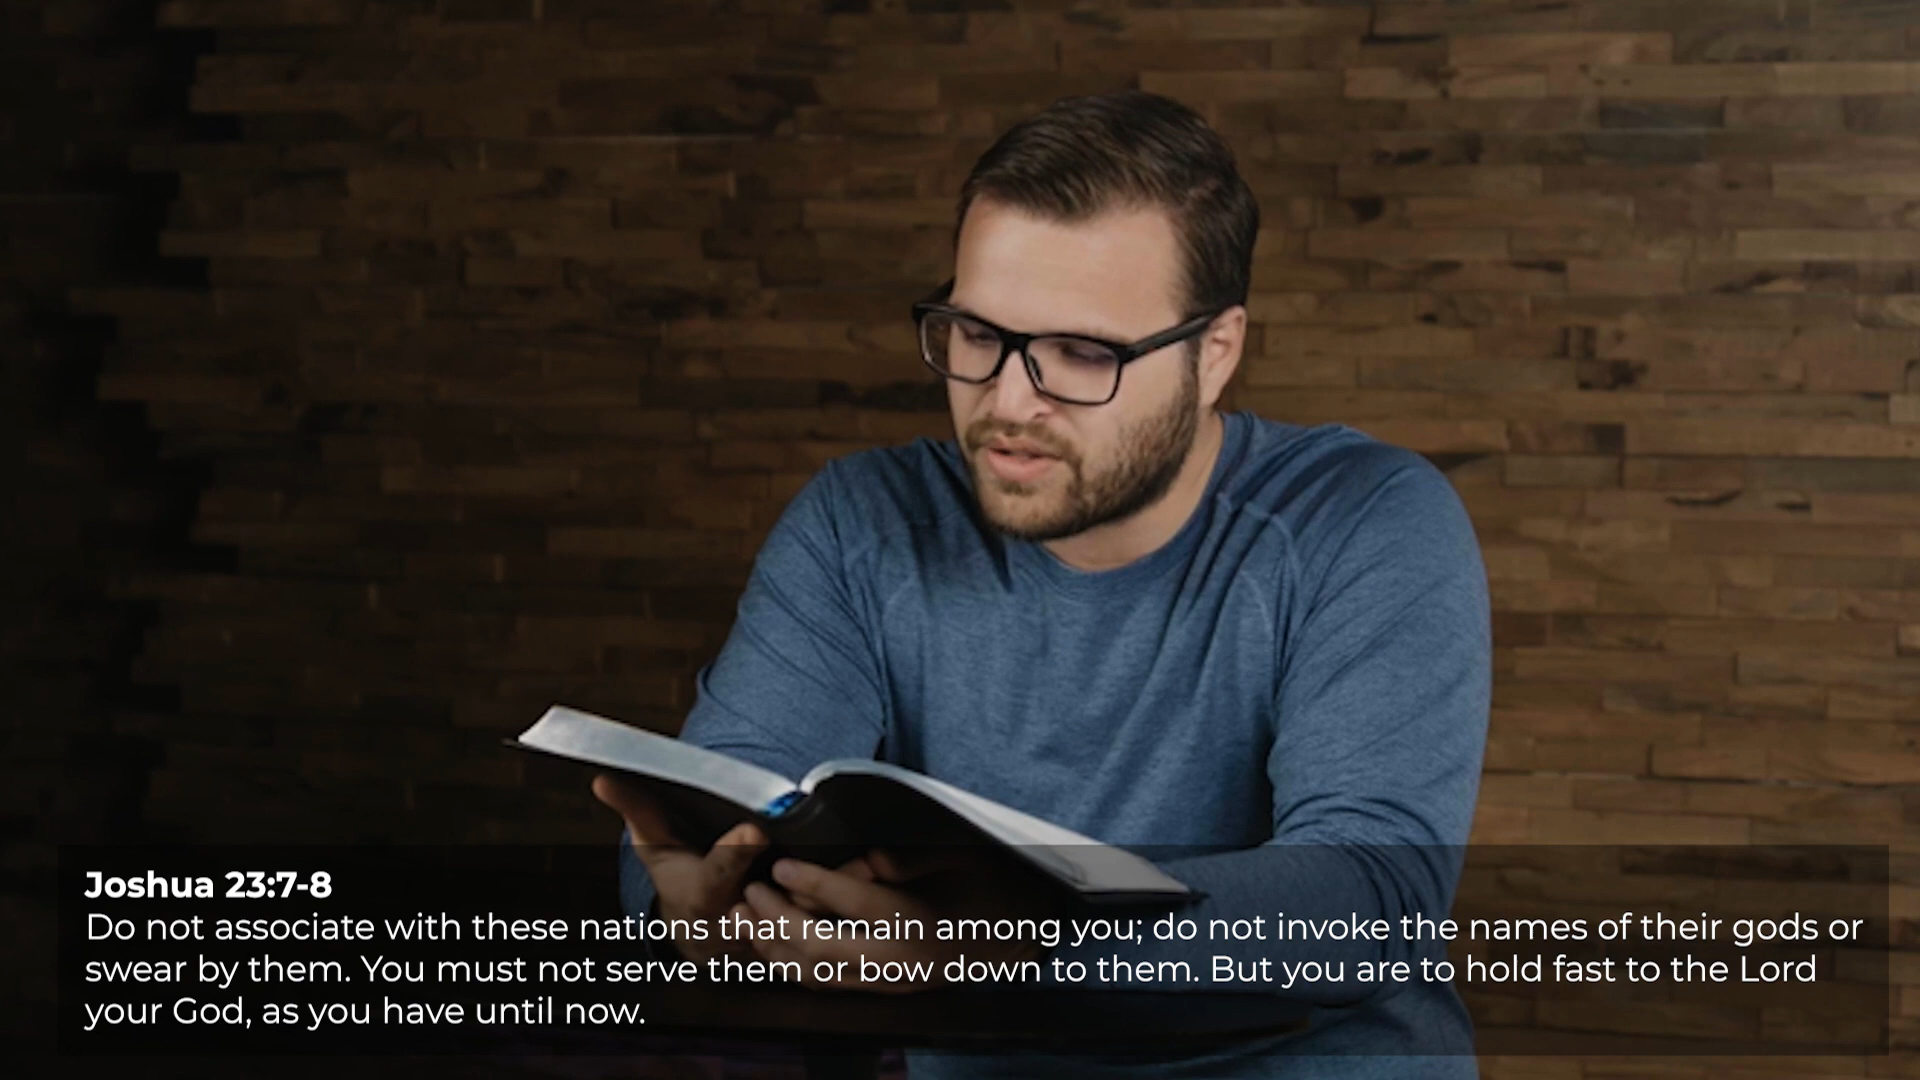 Joshua 23:7-8
Do not associate with these nations that remain among you; do not invoke the names of their gods or
swear by them. You must not serve them or bow down to them. But you are to hold fast to the Lord
your God, as you have until now.